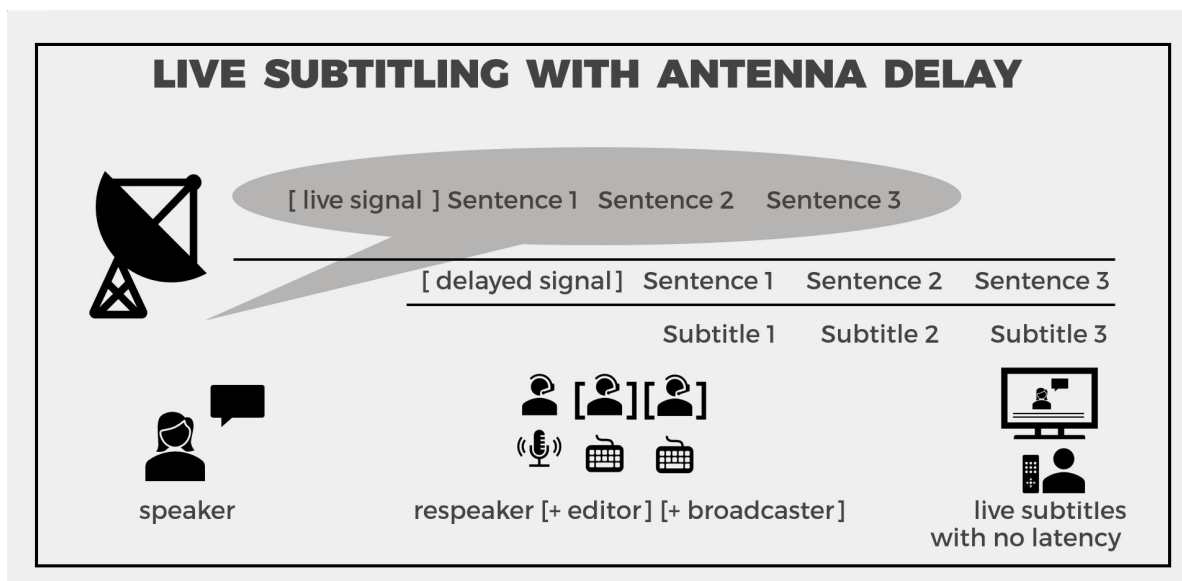 LIVE SUBTITLING WITH ANTENNA DELAY
[ live signal ] Sentence 1 Sentence 2 Sentence 3
[ delayed signal] Sentence 1 Sentence 2 Sentence 3
Subtitle 1 Subtitle 2 Subtitle 3
speaker
respeaker [+ editor] [+ broadcaster]
live subtitles
with no latency